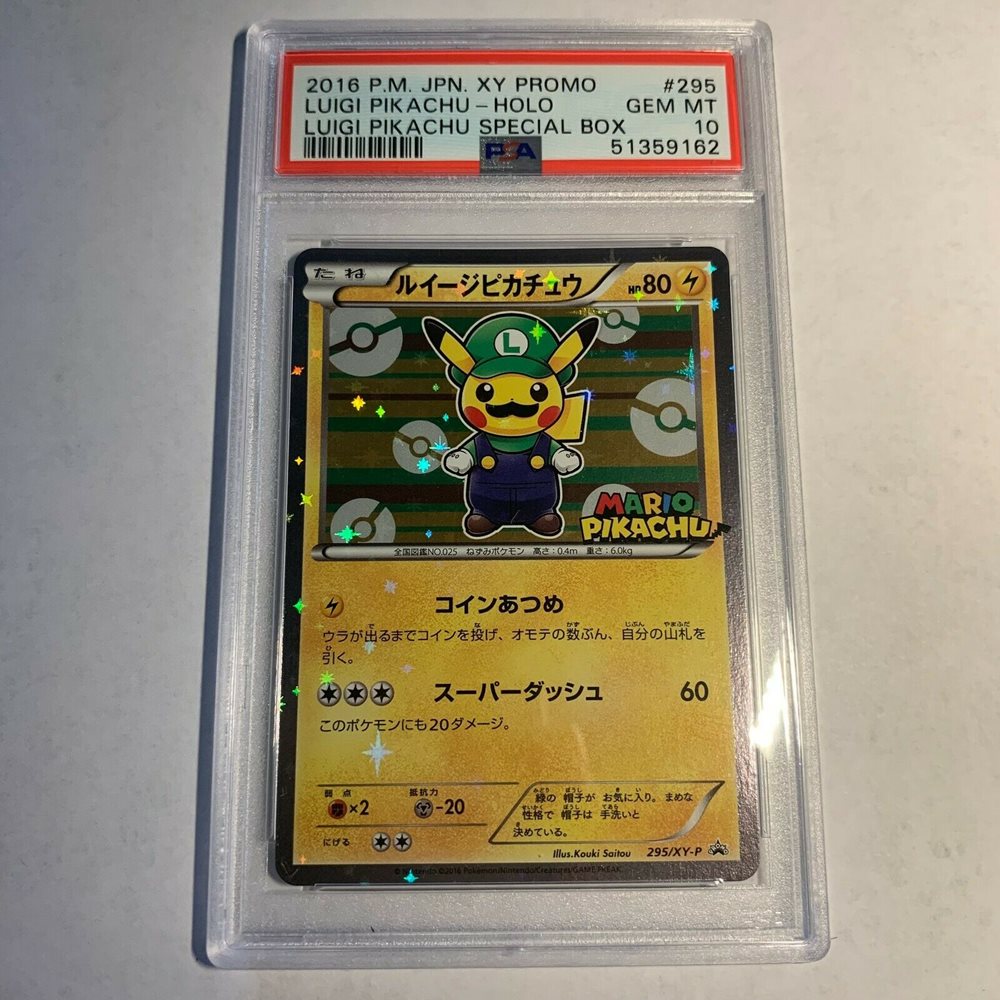 2016 P.M. JPN. XY PROMO #295
LUIGI PIKACHU - HOLO GEM MT
LUIGI PIKACHU SPECIAL BOX 10
PSA 51359162
たね ルイージピカチュウ HP80
L
MARIO
PIKACHU
全国図鑑NO.025 ねずみポケモン 高さ:0.4m 重さ:6.0kg
コインあつめ
ウラが出るまでコインを投げ、オモテの数ぶん、自分の山札を
引く。
スーパーダッシュ 60
このポケモンにも20ダメージ。
弱点 抵抗力
×2 -20
にげる
緑の帽子がお気に入り。まめな
性格で帽子は手洗いと
決めている。
Illus.Kouki Saitou 295/XY-P
©Nintendo ©2016 Pokémon/Nintendo/Creatures/GAME FREAK.